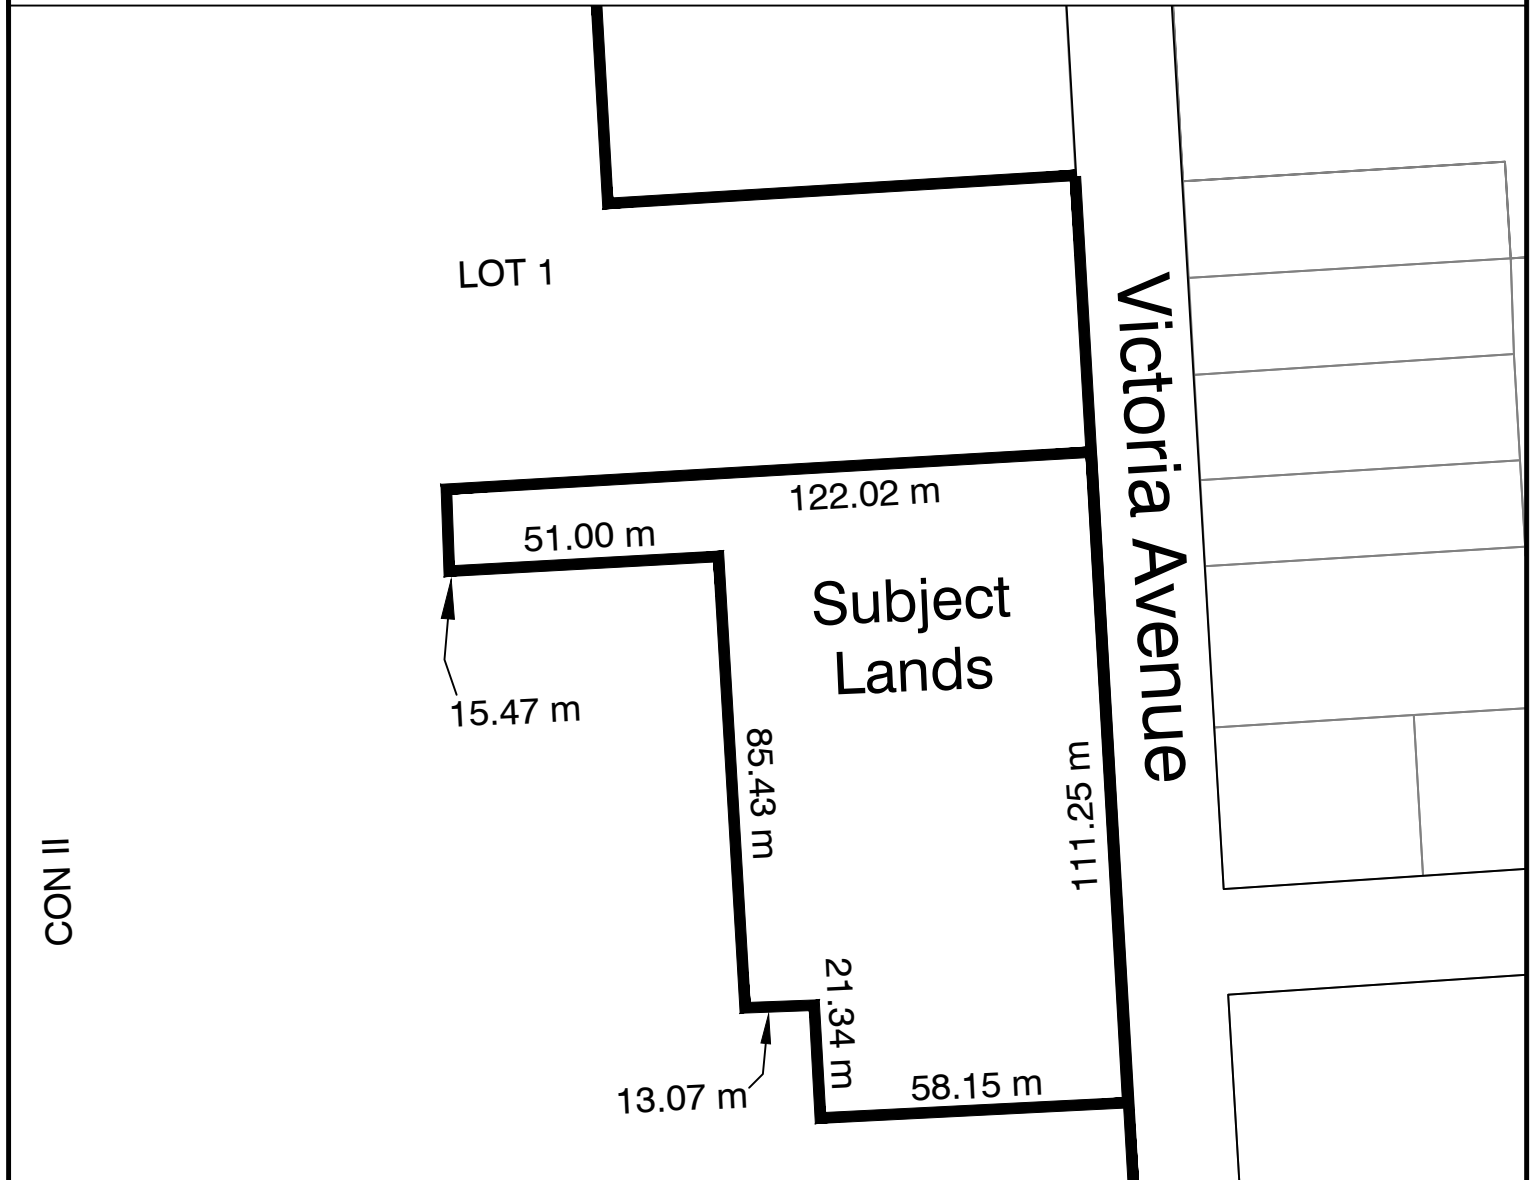 LOT 1
Victoria Avenue
122.02 m
51.00 m
Subject
Lands
15.47 m
85.43 m
111.25 m
CON II
21.34 m
58.15 m
13.07 m